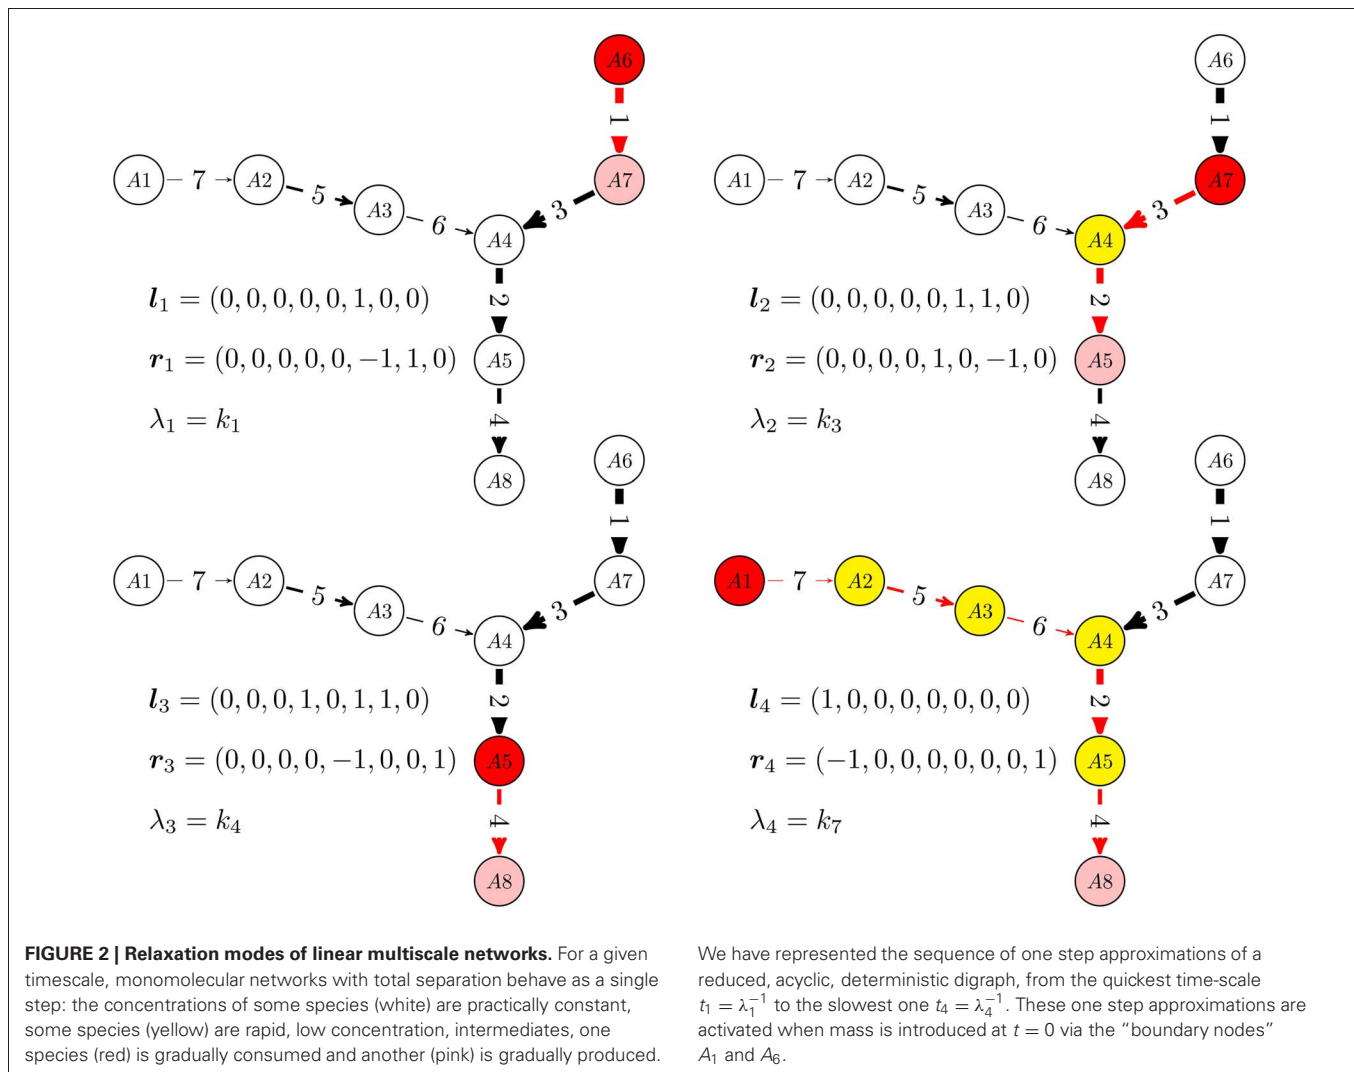 A6
1
A1
7
A2
5
A3
6
A4
3
A7
2
A5
4
A8
l₁ = (0, 0, 0, 0, 0, 1, 0, 0)
r₁ = (0, 0, 0, 0, 0, −1, 1, 0)
λ₁ = k₁
A6
1
A1
7
A2
5
A3
6
A4
3
A7
2
A5
4
A8
l₂ = (0, 0, 0, 0, 0, 1, 1, 0)
r₂ = (0, 0, 0, 0, 1, 0, −1, 0)
λ₂ = k₃
A6
1
A1
7
A2
5
A3
6
A4
3
A7
2
A5
4
A8
l₃ = (0, 0, 0, 1, 0, 1, 1, 0)
r₃ = (0, 0, 0, 0, −1, 0, 0, 1)
λ₃ = k₄
A6
1
A1
7
A2
5
A3
6
A4
3
A7
2
A5
4
A8
l₄ = (1, 0, 0, 0, 0, 0, 0, 0)
r₄ = (−1, 0, 0, 0, 0, 0, 0, 1)
λ₄ = k₇
FIGURE 2 | Relaxation modes of linear multiscale networks. For a given
timescale, monomolecular networks with total separation behave as a single
step: the concentrations of some species (white) are practically constant,
some species (yellow) are rapid, low concentration, intermediates, one
species (red) is gradually consumed and another (pink) is gradually produced.
We have represented the sequence of one step approximations of a
reduced, acyclic, deterministic digraph, from the quickest time-scale
t₁ = λ₁⁻¹ to the slowest one t₄ = λ₄⁻¹. These one step approximations are
activated when mass is introduced at t = 0 via the “boundary nodes”
A₁ and A₆.